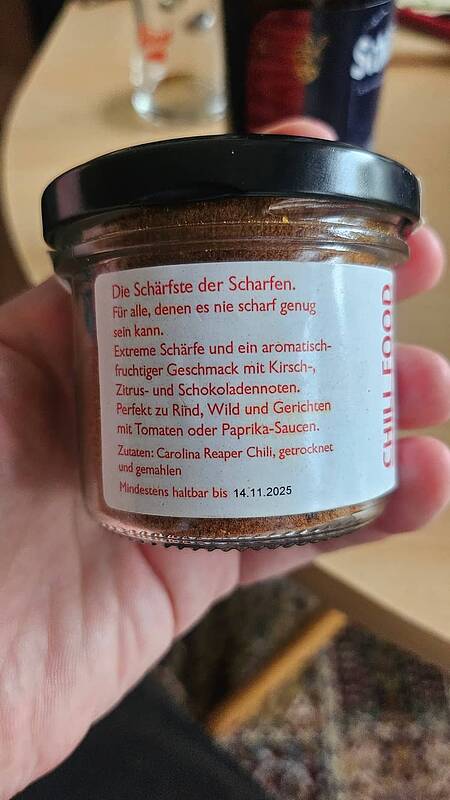 Die Schärfste der Scharfen.
Für alle, denen es nie scharf genug
sein kann.
Extreme Schärfe und ein aromatisch-
fruchtiger Geschmack mit Kirsch-,
Zitrus- und Schokoladennoten.
Perfekt zu Rind, Wild und Gerichten
mit Tomaten oder Paprika-Saucen.
Zutaten: Carolina Reaper Chili, getrocknet
und gemahlen
Mindestens haltbar bis 14.11.2025
CHILI FOOD